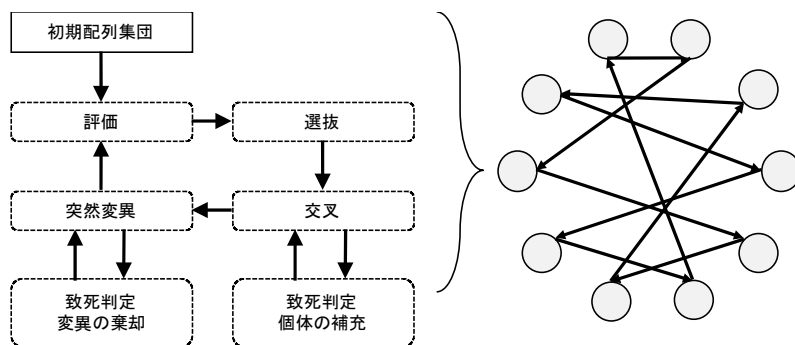 初期配列集団
評価
選抜
突然変異
交叉
致死判定
変異の棄却
致死判定
個体の補充